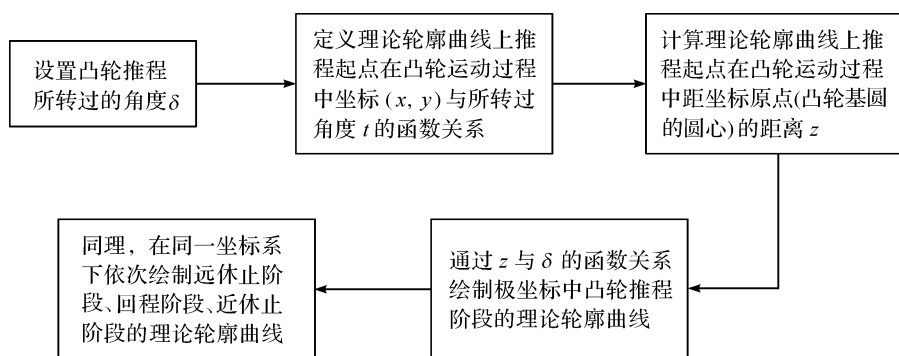 设置凸轮推程
所转过的角度δ
定义理论轮廓曲线上推
程起点在凸轮运动过程
中坐标 (x, y) 与所转过
角度 t 的函数关系
计算理论轮廓曲线上推
程起点在凸轮运动过程
中距坐标原点(凸轮基圆
的圆心)的距离 z
通过 z 与 δ 的函数关系
绘制极坐标中凸轮推程
阶段的理论轮廓曲线
同理，在同一坐标系
下依次绘制远休止阶
段、回程阶段、近休止
阶段的理论轮廓曲线